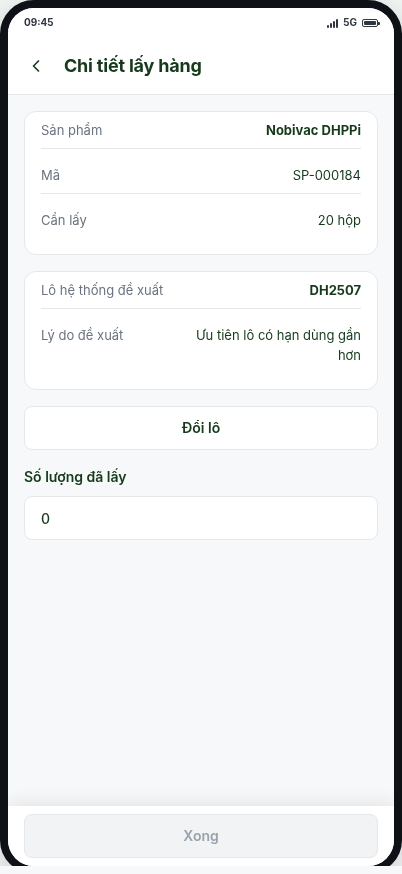 09:45
5G
Chi tiết lấy hàng
Sản phẩm
Nobivac DHPPi
Mã
SP-000184
Cần lấy
20 hộp
Lô hệ thống đề xuất
DH2507
Lý do đề xuất
Ưu tiên lô có hạn dùng gần
hơn
Đổi lô
Số lượng đã lấy
0
Xong